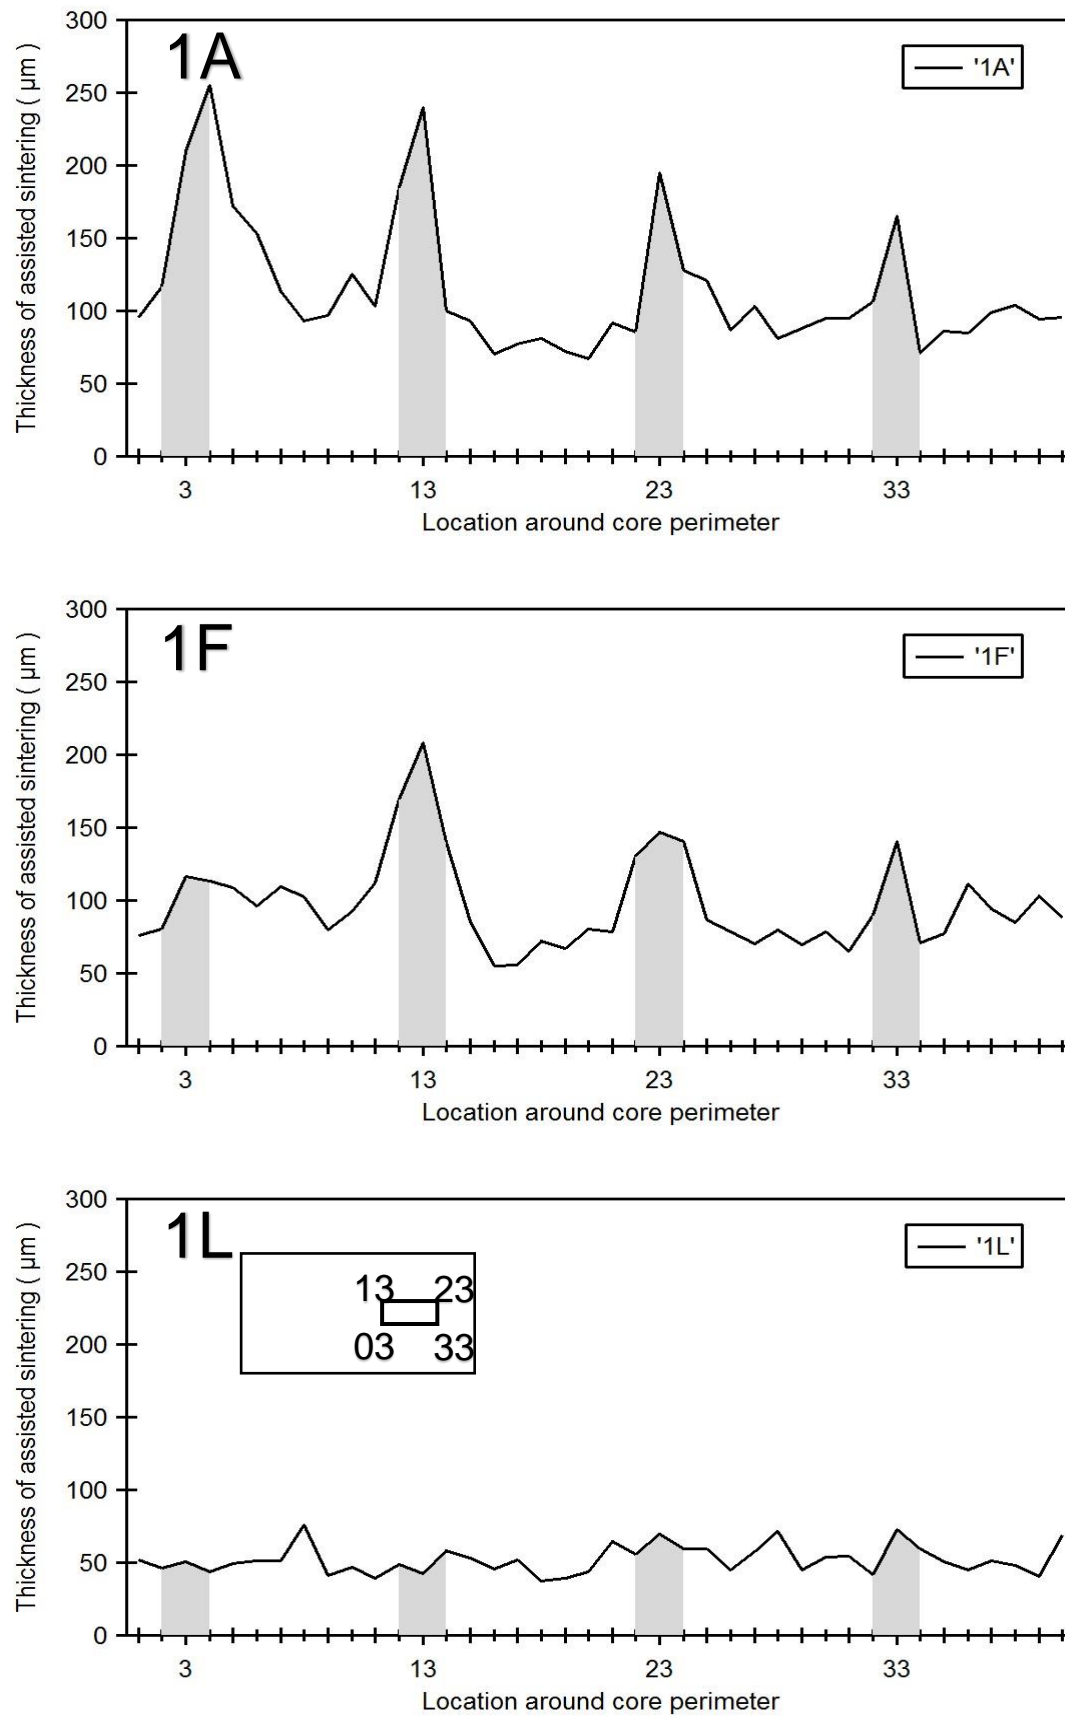 1A
'1A'
Thickness of assisted sintering ( µm )
300
250
200
150
100
50
0
3 13 23 33
Location around core perimeter
1F
'1F'
Thickness of assisted sintering ( µm )
300
250
200
150
100
50
0
3 13 23 33
Location around core perimeter
1L
'1L'
13 23
03 33
Thickness of assisted sintering ( µm )
300
250
200
150
100
50
0
3 13 23 33
Location around core perimeter